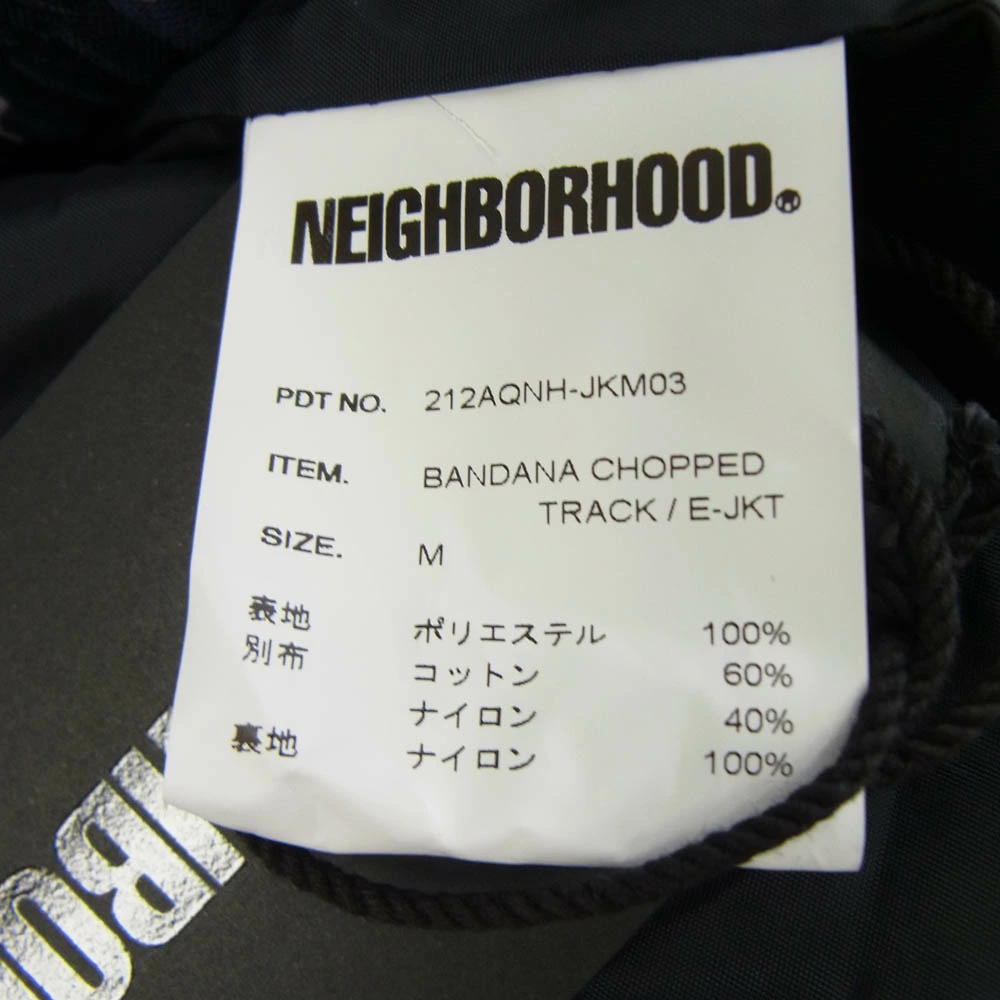 NEIGHBORHOOD®
PDT NO. 212AQNH-JKM03
ITEM. BANDANA CHOPPED
TRACK / E-JKT
SIZE. M
表地 ポリエステル 100%
別布 コットン 60%
ナイロン 40%
裏地 ナイロン 100%
BO